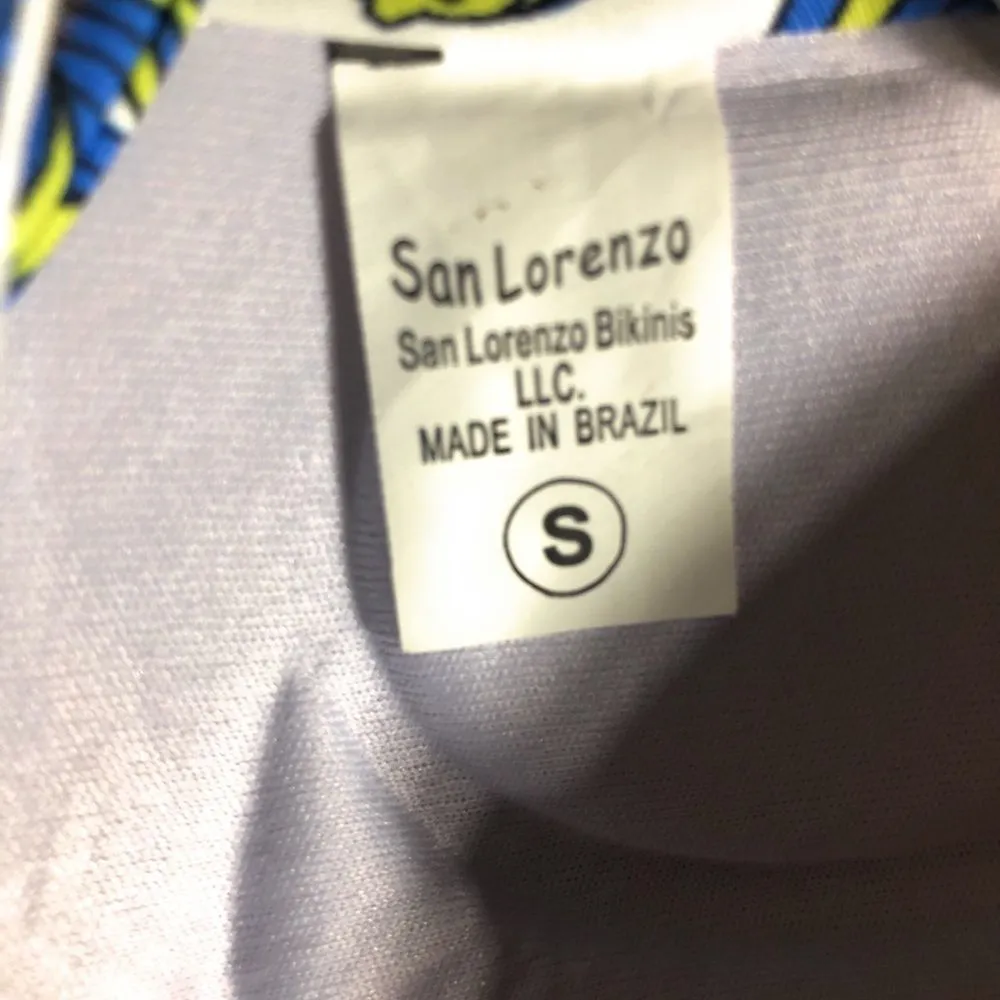 San Lorenzo
San Lorenzo Bikinis
LLC.
MADE IN BRAZIL
S